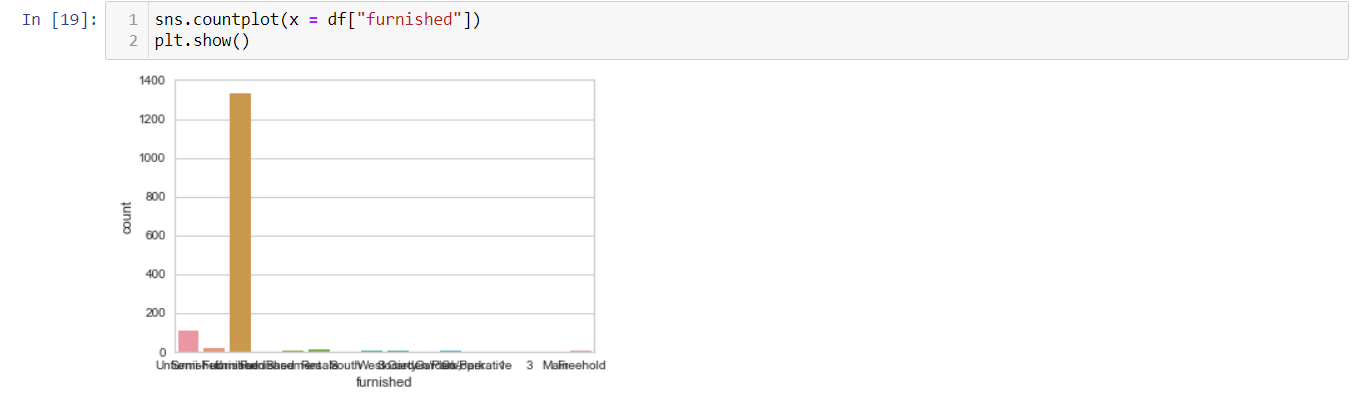 In [19]:
1 sns.countplot(x = df["furnished"])
2 plt.show()
1400
1200
1000
800
600
400
200
0
count
3 Freehold
furnished